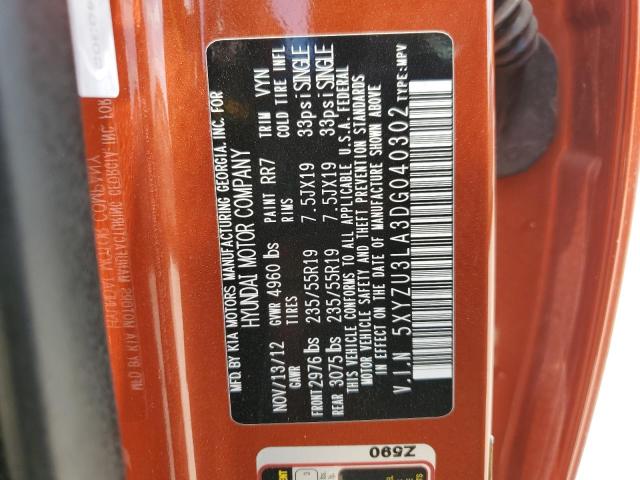 MFD. BY KIA MOTORS MANUFACTURING GEORGIA, INC. FOR
HYUNDAI MOTOR COMPANY
NOV/13/12 GVWR 4960 lbs PAINT RR7 TRIM VYN
GAWR TIRES RIMS COLD TIRE INFL
FRONT 2976 lbs 235/55R19 7.5JX19 33psi SINGLE
REAR 3075 lbs 235/55R19 7.5JX19 33psi SINGLE
THIS VEHICLE CONFORMS TO ALL APPLICABLE U.S.A. FEDERAL
MOTOR VEHICLE SAFETY AND THEFT PREVENTION STANDARDS
IN EFFECT ON THE DATE OF MANUFACTURE SHOWN ABOVE
V.I.N 5XYZU3LA3DG040302 TYPE:MPV
Z590